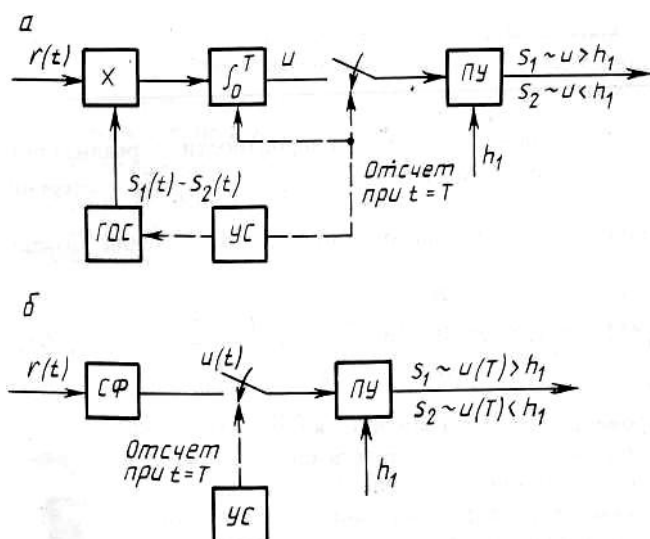 а
r(t)
X
∫₀ᵀ
u
ПУ
s₁ ~ u > h₁
s₂ ~ u < h₁
h₁
Отсчет
при t = T
s₁(t) - s₂(t)
ГОС
УС
б
r(t)
СФ
u(t)
ПУ
s₁ ~ u(T) > h₁
s₂ ~ u(T) < h₁
Отсчет
при t = T
h₁
УС